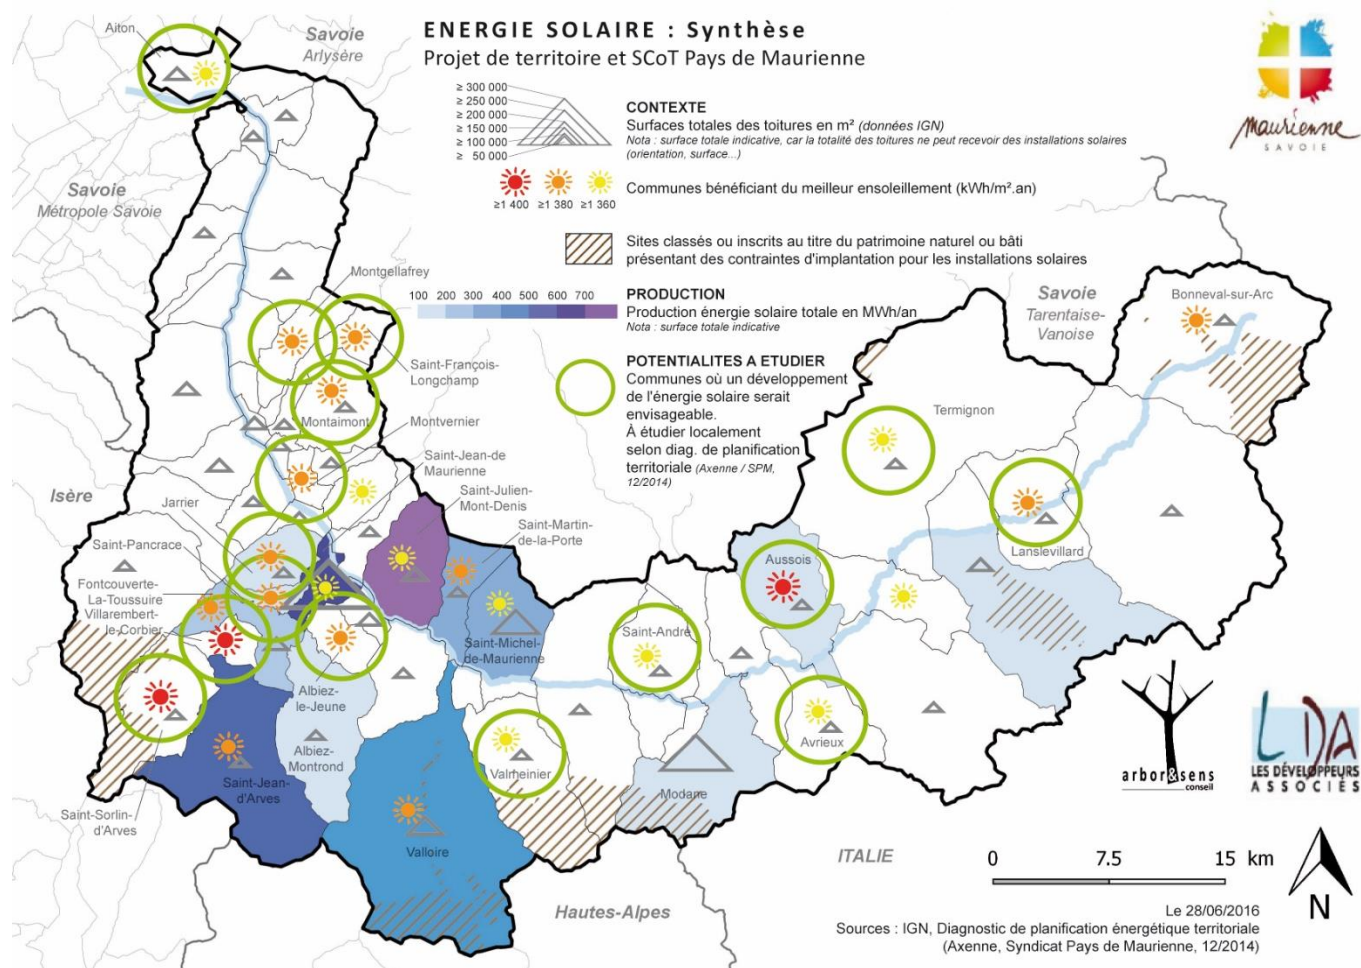 ENERGIE SOLAIRE : Synthèse
Projet de territoire et SCoT Pays de Maurienne
≥ 300 000
≥ 250 000
≥ 200 000
≥ 150 000
≥ 100 000
≥ 50 000
CONTEXTE
Surfaces totales des toitures en m² (données IGN)
Nota : surface totale indicative, car la totalité des toitures ne peut recevoir des installations solaires
(orientation, surface...)
≥1 400 ≥1 380 ≥1 360
Communes bénéficiant du meilleur ensoleillement (kWh/m².an)
Sites classés ou inscrits au titre du patrimoine naturel ou bâti
présentant des contraintes d'implantation pour les installations solaires
100 200 300 400 500 600 700
PRODUCTION
Production énergie solaire totale en MWh/an
Nota : surface totale indicative
POTENTIALITES A ETUDIER
Communes où un développement
de l'énergie solaire serait
envisageable.
À étudier localement
selon diag. de planification
territoriale (Axenne / SPM,
12/2014)
maurienne
SAVOIE
Aiton
Savoie
Arlysère
Savoie
Métropole Savoie
Montgellafrey
Saint-François-
Longchamp
Montaimont
Montvernier
Saint-Jean-de
Maurienne
Saint-Julien-
Mont-Denis
Saint-Martin-
de-la-Porte
Isère
Jarrier
Saint-Pancrace
Fontcouverte-
La-Toussuire
Villarembert-
le-Corbier
Saint-Michel-
de-Maurienne
Albiez-
le-Jeune
Albiez-
Montrond
Saint-Jean-
d'Arves
Saint-Sorlin-
d'Arves
Valloire
Valmeinier
Saint-André
Modane
Avrieux
Aussois
Termignon
Lanslevillard
Savoie
Tarentaise-
Vanoise
Bonneval-sur-Arc
Hautes-Alpes
ITALIE
arbor&sens
conseil
LDA
LES DÉVELOPPEURS
ASSOCIÉS
0 7.5 15 km
N
Le 28/06/2016
Sources : IGN, Diagnostic de planification énergétique territoriale
(Axenne, Syndicat Pays de Maurienne, 12/2014)